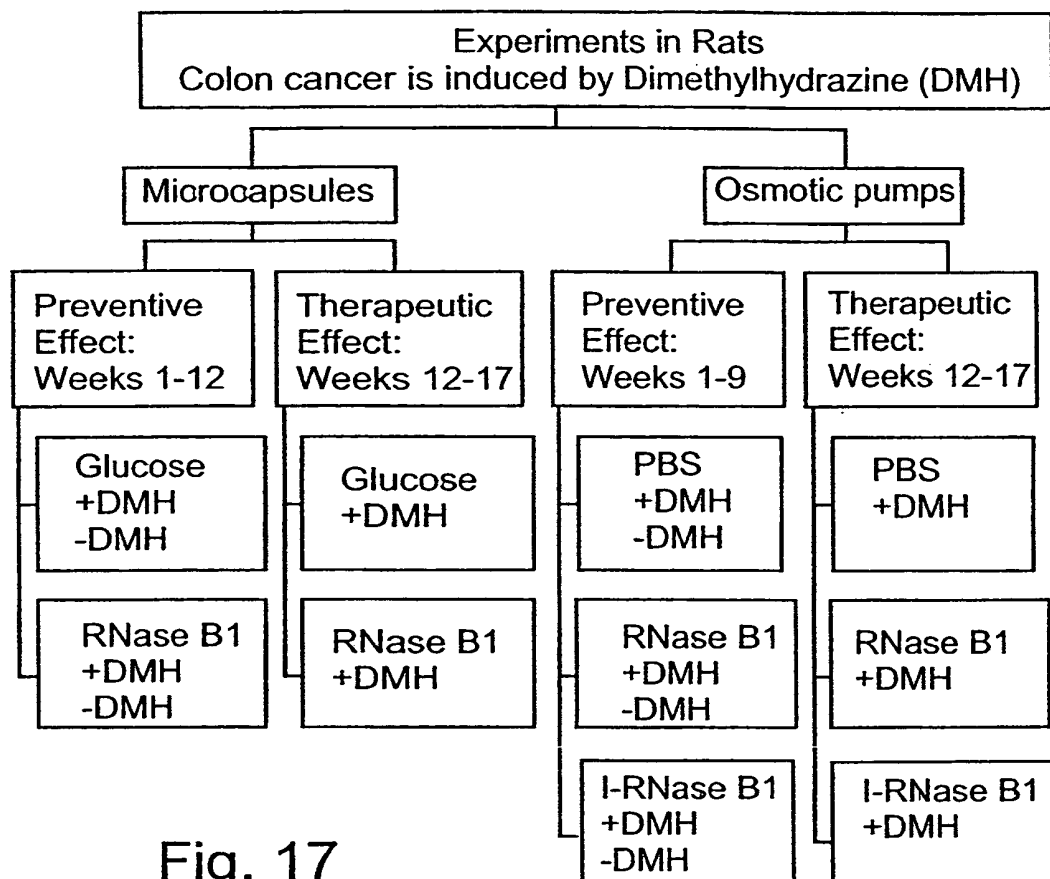 Experiments in Rats
Colon cancer is induced by Dimethylhydrazine (DMH)
Microcapsules
Osmotic pumps
Preventive
Effect:
Weeks 1-12
Therapeutic
Effect:
Weeks 12-17
Preventive
Effect:
Weeks 1-9
Therapeutic
Effect:
Weeks 12-17
Glucose
+DMH
-DMH
Glucose
+DMH
PBS
+DMH
-DMH
PBS
+DMH
RNase B1
+DMH
-DMH
RNase B1
+DMH
RNase B1
+DMH
-DMH
RNase B1
+DMH
I-RNase B1
+DMH
-DMH
I-RNase B1
+DMH
Fig. 17